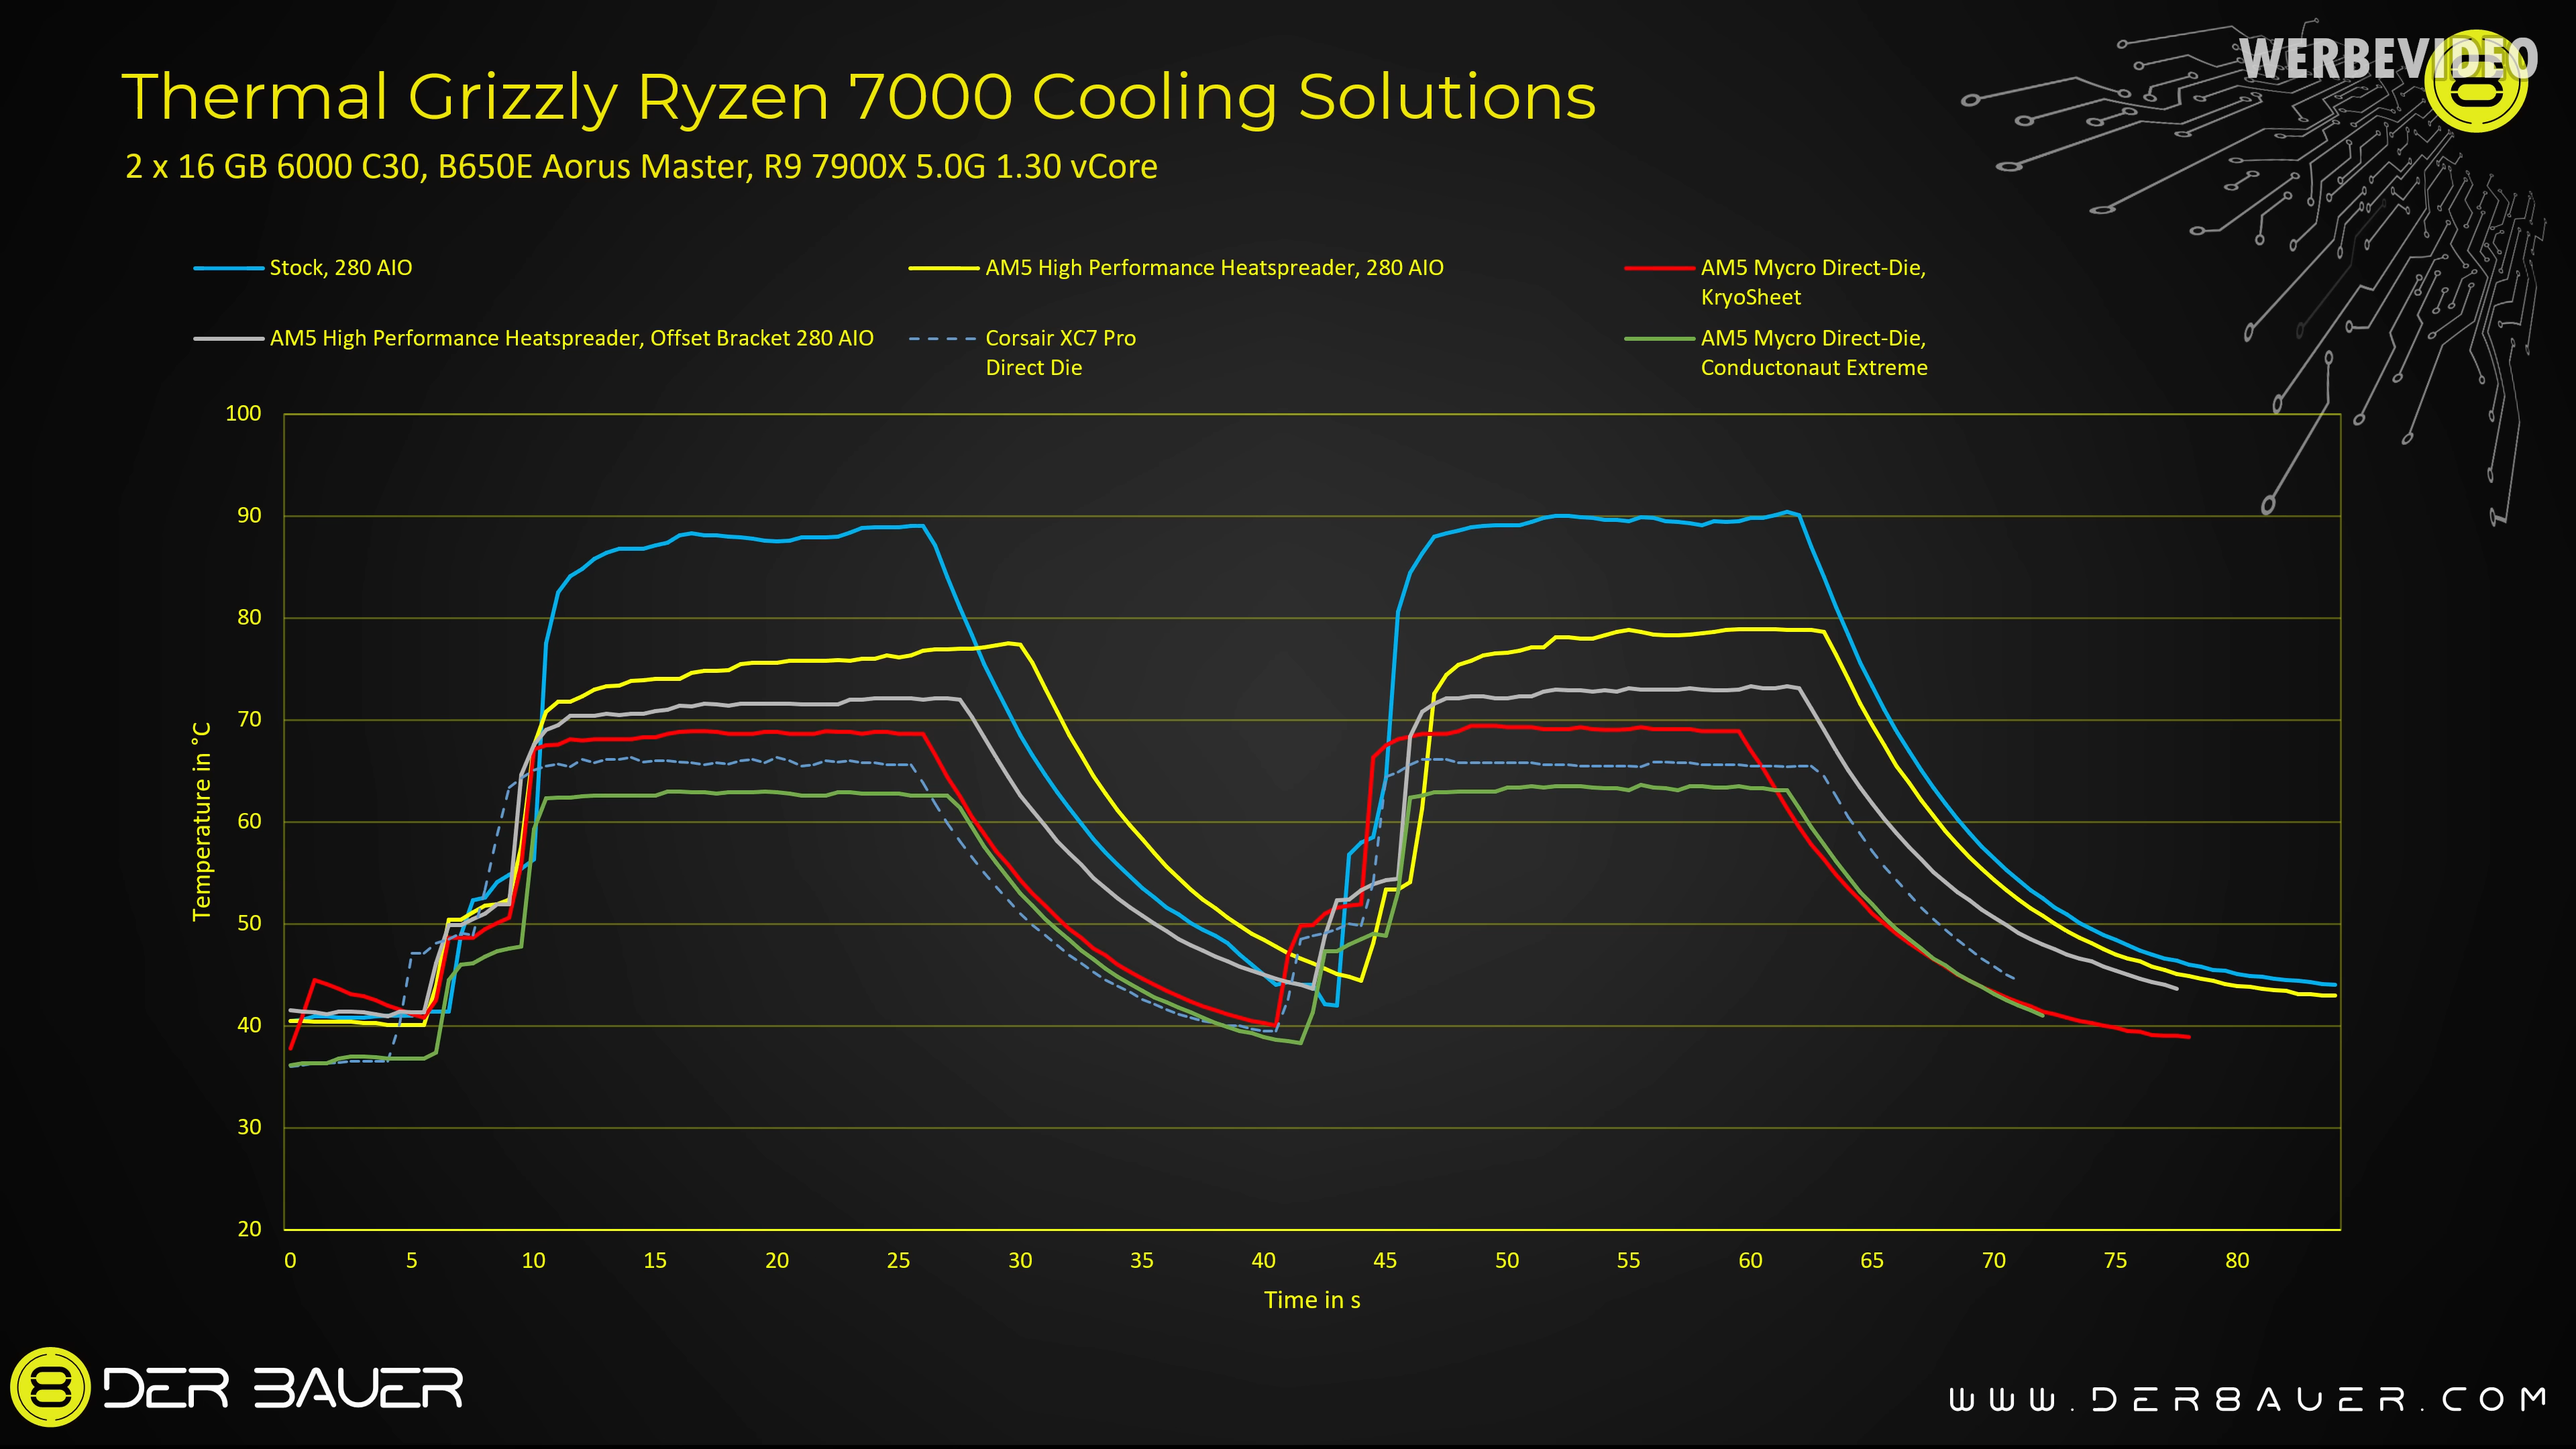 WERBEVIDEO
Thermal Grizzly Ryzen 7000 Cooling Solutions
2 x 16 GB 6000 C30, B650E Aorus Master, R9 7900X 5.0G 1.30 vCore
Stock, 280 AIO
AM5 High Performance Heatspreader, 280 AIO
AM5 Mycro Direct-Die,
KryoSheet
AM5 High Performance Heatspreader, Offset Bracket 280 AIO
Corsair XC7 Pro
Direct Die
AM5 Mycro Direct-Die,
Conductonaut Extreme
100
90
80
70
60
50
40
30
20
Temperature in °C
0 5 10 15 20 25 30 35 40 45 50 55 60 65 70 75 80
Time in s
DER 8AUER
WWW.DER8AUER.COM